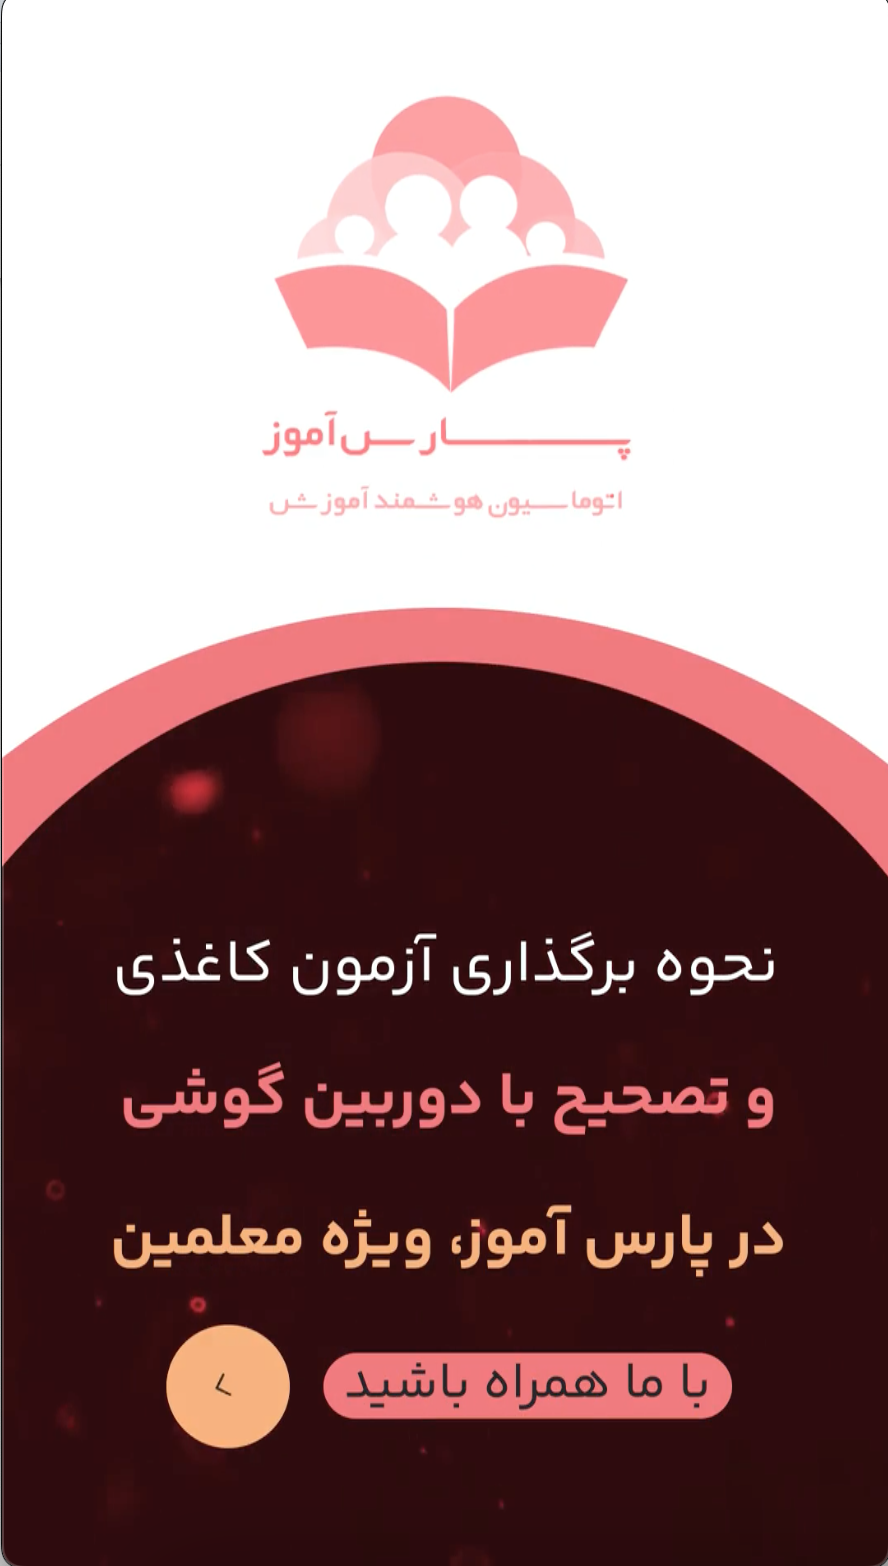 پارس‌آموز
اتوماسیون هوشمند آموزش
نحوه برگذاری آزمون کاغذی
و تصحیح با دوربین گوشی
در پارس آموز، ویژه معلمین
با ما همراه باشید